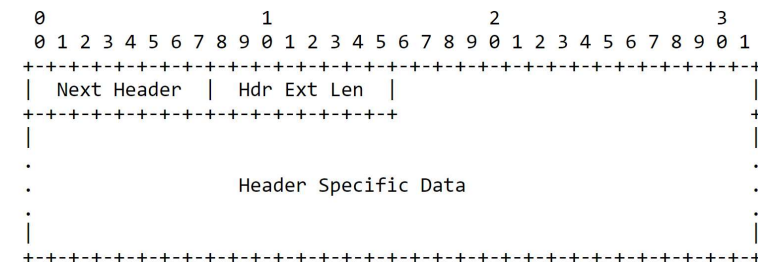 0                   1                   2                   3
 0 1 2 3 4 5 6 7 8 9 0 1 2 3 4 5 6 7 8 9 0 1 2 3 4 5 6 7 8 9 0 1
+-+-+-+-+-+-+-+-+-+-+-+-+-+-+-+-+-+-+-+-+-+-+-+-+-+-+-+-+-+-+-+-+
|  Next Header  |  Hdr Ext Len  |                               |
+-+-+-+-+-+-+-+-+-+-+-+-+-+-+-+-+                               +
|                                                               |
.                                                               .
.                  Header Specific Data                         .
.                                                               .
|                                                               |
+-+-+-+-+-+-+-+-+-+-+-+-+-+-+-+-+-+-+-+-+-+-+-+-+-+-+-+-+-+-+-+-+